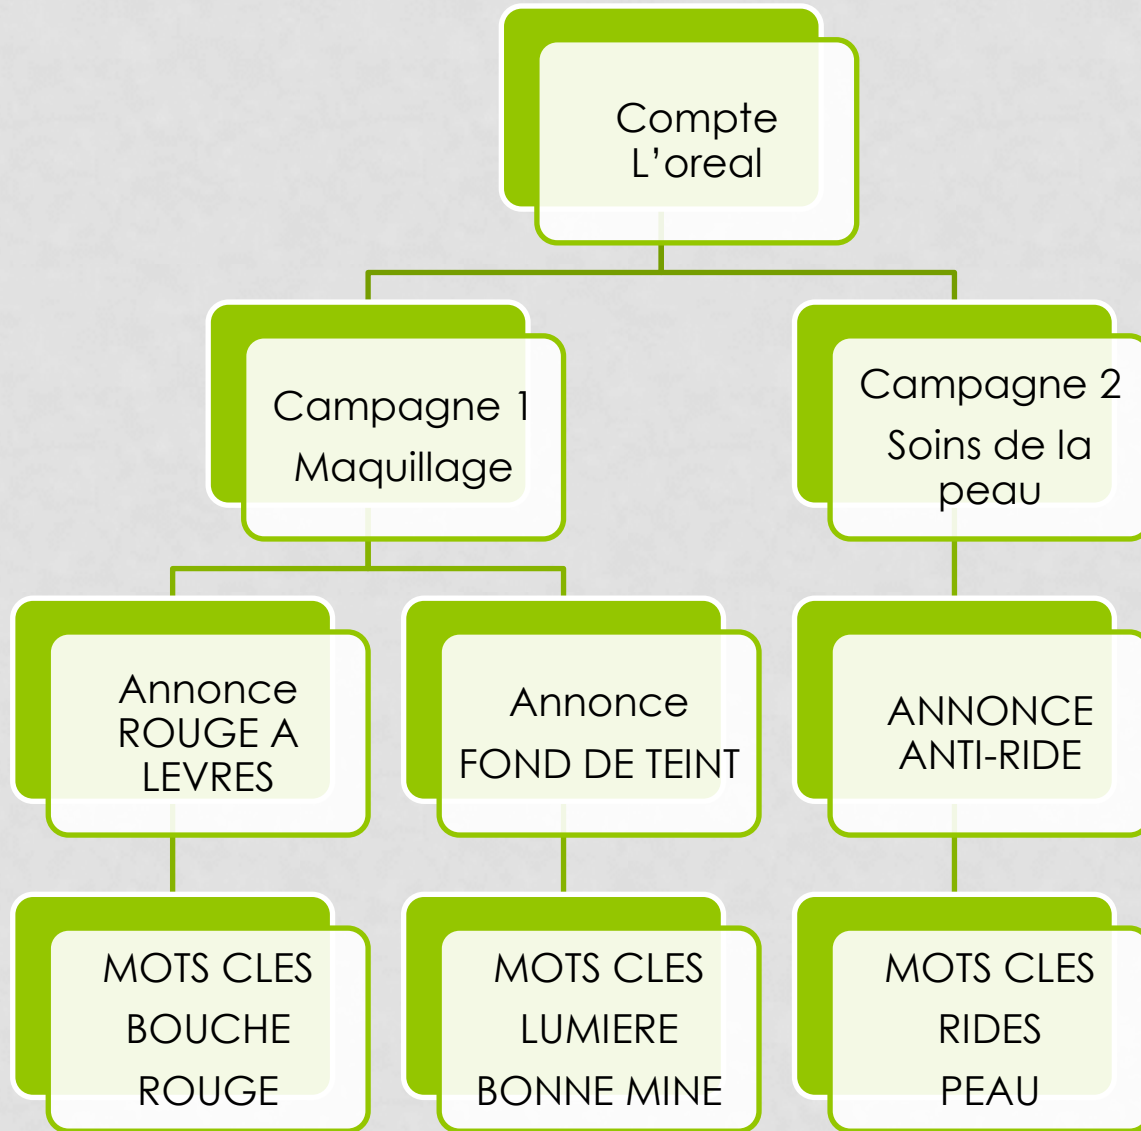 Compte
L’oreal
Campagne 1
Maquillage
Campagne 2
Soins de la
peau
Annonce
ROUGE A
LEVRES
Annonce
FOND DE TEINT
ANNONCE
ANTI-RIDE
MOTS CLES
BOUCHE
ROUGE
MOTS CLES
LUMIERE
BONNE MINE
MOTS CLES
RIDES
PEAU